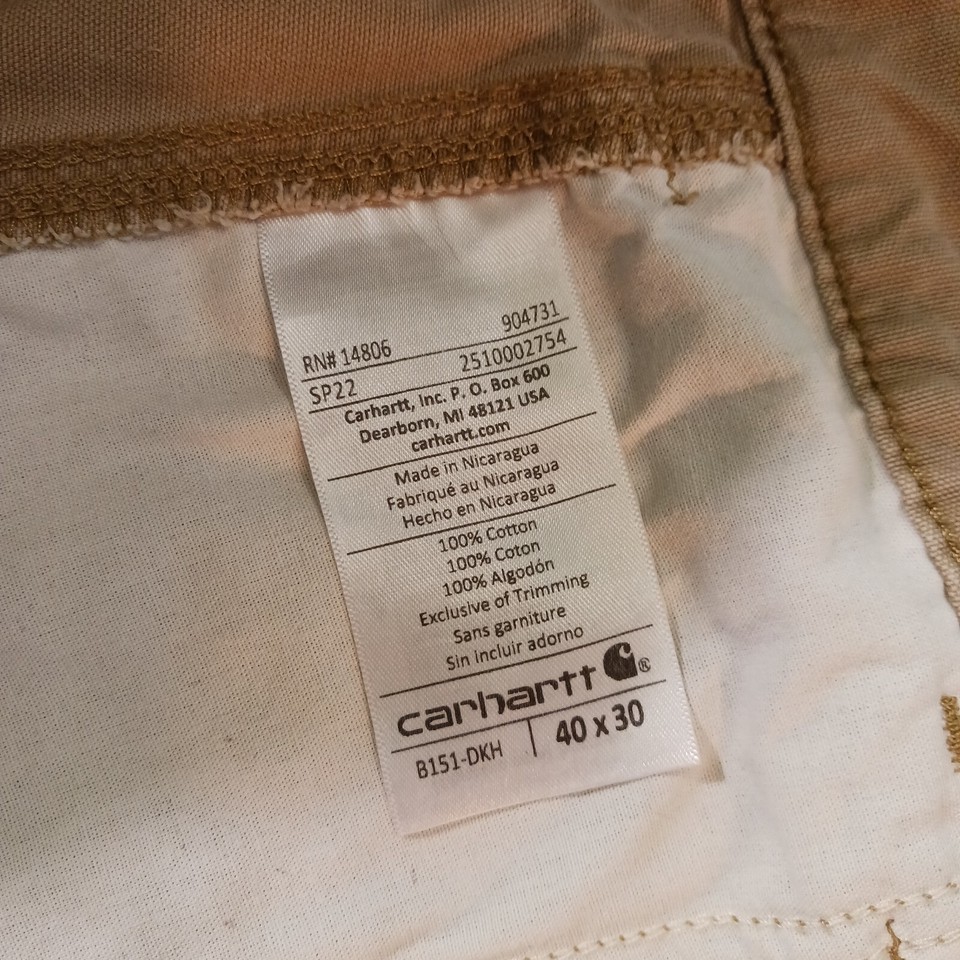 RN# 14806 904731
SP22 2510002754
Carhartt, Inc. P. O. Box 600
Dearborn, MI 48121 USA
carhartt.com
Made in Nicaragua
Fabriqué au Nicaragua
Hecho en Nicaragua
100% Cotton
100% Coton
100% Algodón
Exclusive of Trimming
Sans garniture
Sin incluir adorno
carhartt ®
B151-DKH | 40 x 30